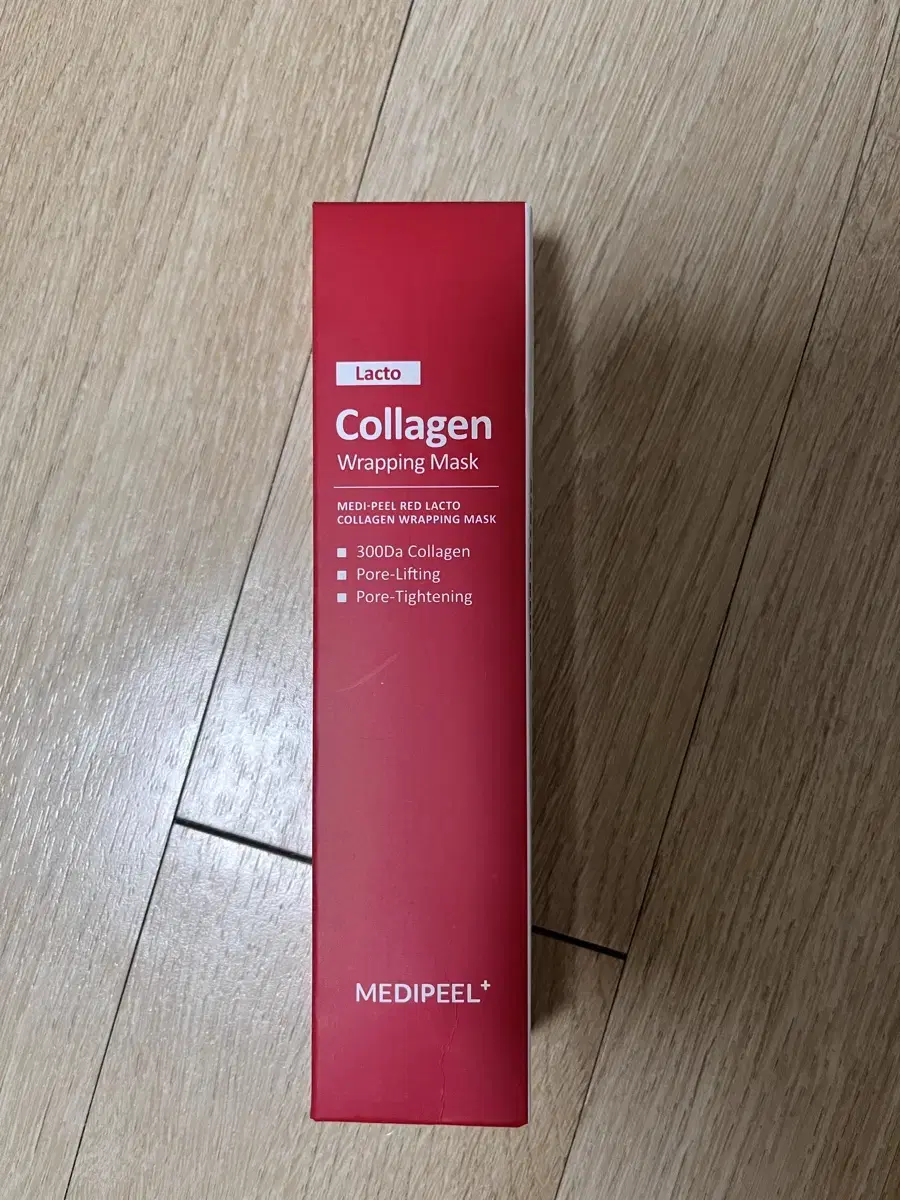 Lacto
Collagen
Wrapping Mask
MEDI-PEEL RED LACTO
COLLAGEN WRAPPING MASK
300Da Collagen
Pore-Lifting
Pore-Tightening
MEDIPEEL+